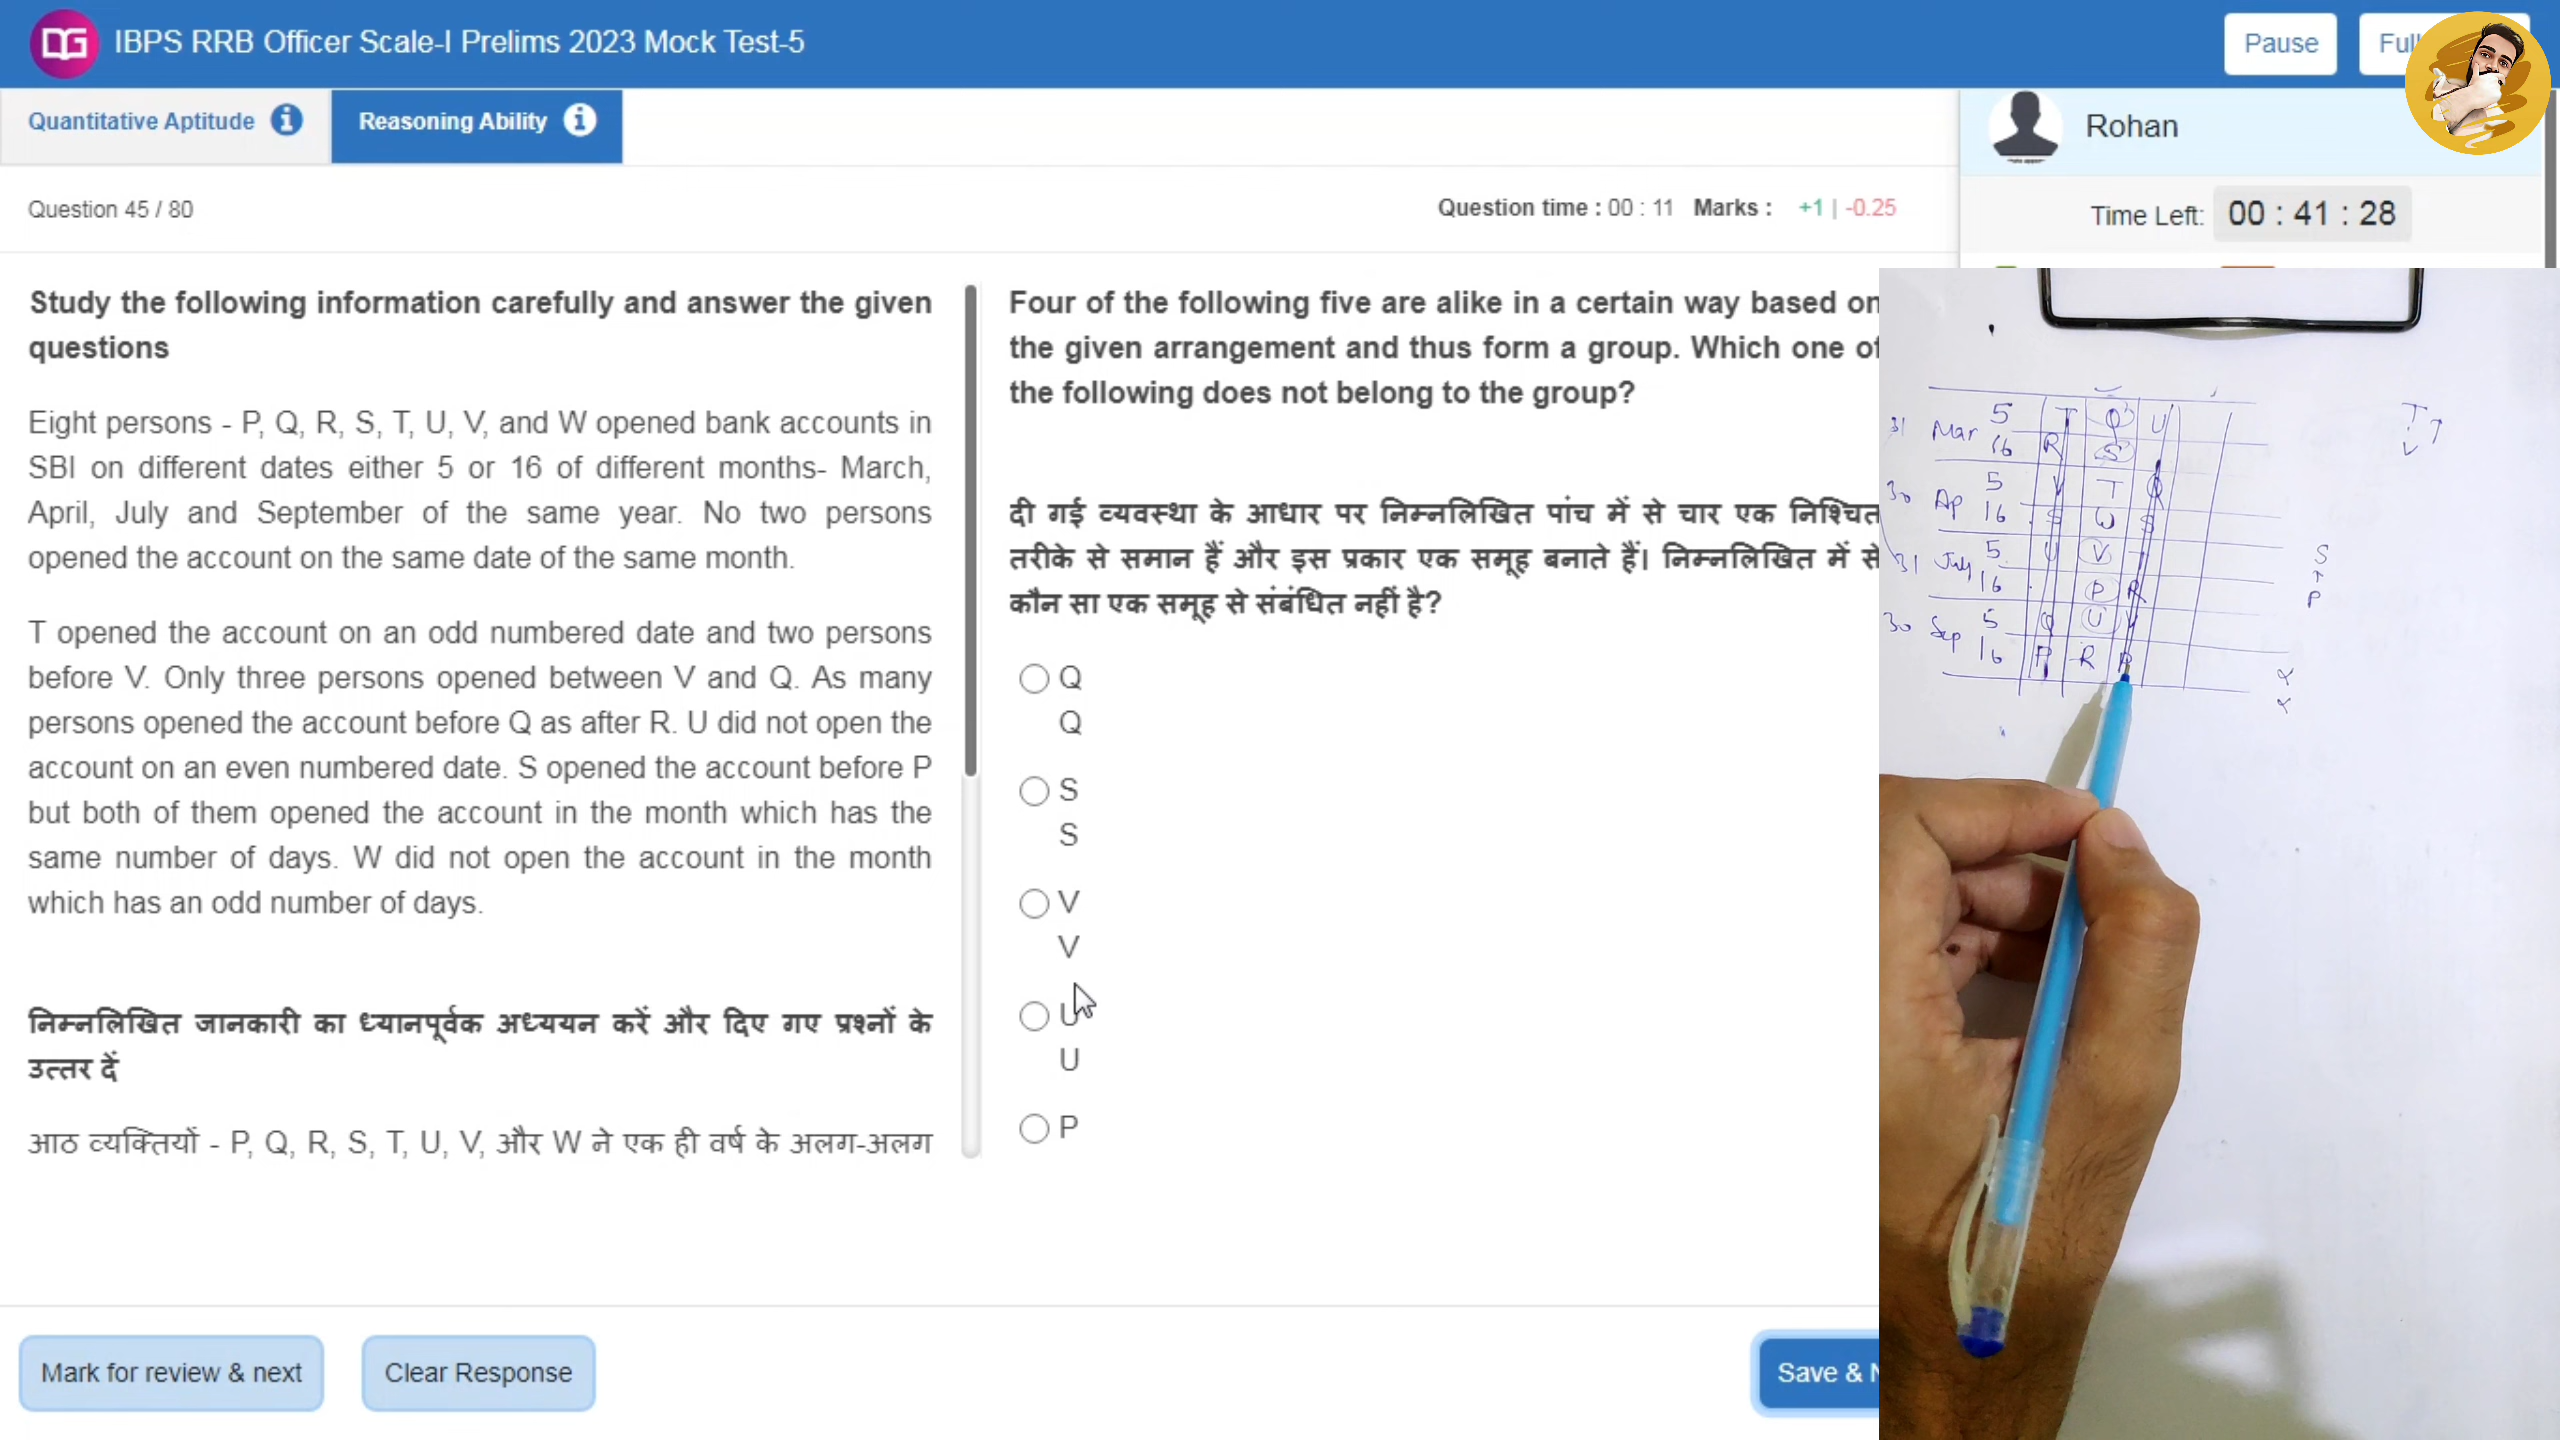 IBPS RRB Officer Scale-I Prelims 2023 Mock Test-5
Pause
Full
Quantitative Aptitude
Reasoning Ability
Rohan
Question 45 / 80
Question time : 00 : 11 Marks : +1 | -0.25
Time Left: 00 : 41 : 28
Study the following information carefully and answer the given
questions
Eight persons - P, Q, R, S, T, U, V, and W opened bank accounts in
SBI on different dates either 5 or 16 of different months- March,
April, July and September of the same year. No two persons
opened the account on the same date of the same month.
T opened the account on an odd numbered date and two persons
before V. Only three persons opened between V and Q. As many
persons opened the account before Q as after R. U did not open the
account on an even numbered date. S opened the account before P
but both of them opened the account in the month which has the
same number of days. W did not open the account in the month
which has an odd number of days.
निम्नलिखित जानकारी का ध्यानपूर्वक अध्ययन करें और दिए गए प्रश्नों के
उत्तर दें
आठ व्यक्तियों - P, Q, R, S, T, U, V, और W ने एक ही वर्ष के अलग-अलग
Four of the following five are alike in a certain way based on
the given arrangement and thus form a group. Which one of
the following does not belong to the group?
दी गई व्यवस्था के आधार पर निम्नलिखित पांच में से चार एक निश्चित
तरीके से समान हैं और इस प्रकार एक समूह बनाते हैं। निम्नलिखित में से
कौन सा एक समूह से संबंधित नहीं है?
Q
Q
S
S
V
V
U
U
P
Mark for review & next
Clear Response
Save & N
31 Mar 5 T Q U
16 R S
30 Ap 5 V T Q
16 S W S
31 July 5 U V T
16 P R
30 Sep 5 Q U V
16 P R P
T
V
S
P